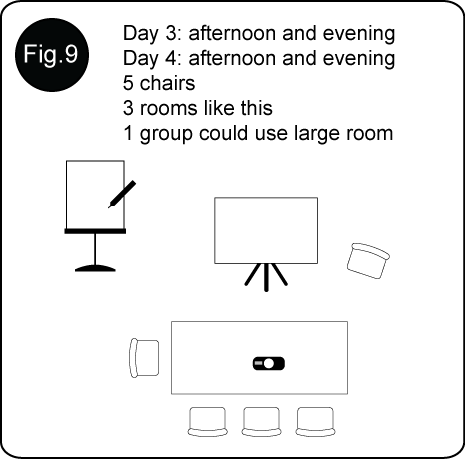 Fig.9
Day 3: afternoon and evening
Day 4: afternoon and evening
5 chairs
3 rooms like this
1 group could use large room